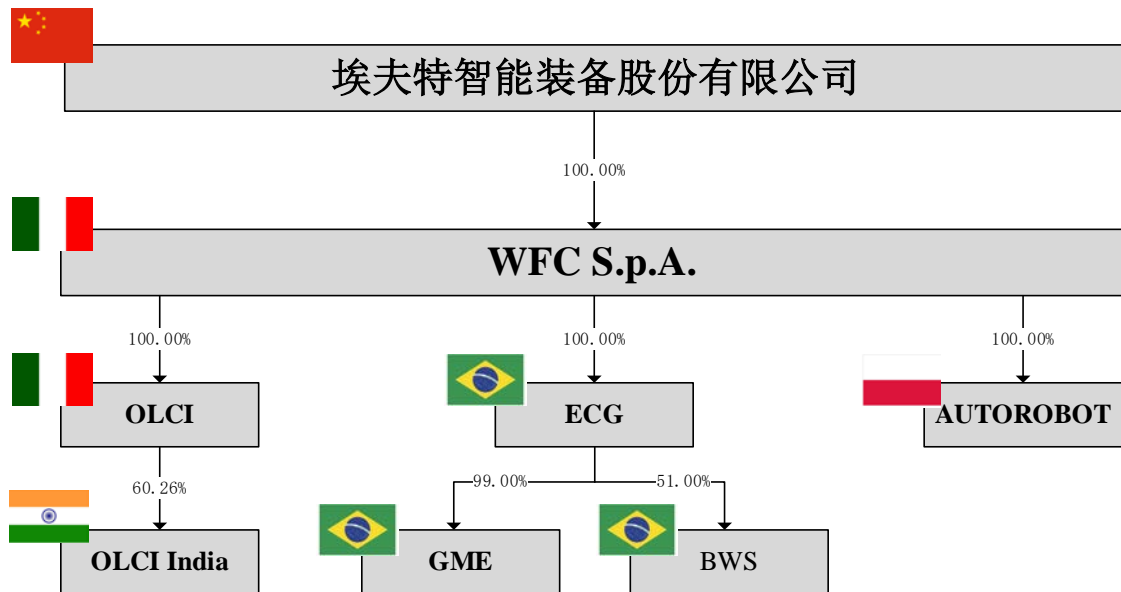 埃夫特智能装备股份有限公司
100.00%
WFC S.p.A.
100.00%
100.00%
100.00%
OLCI
ECG
AUTOROBOT
60.26%
99.00%
51.00%
OLCI India
GME
BWS